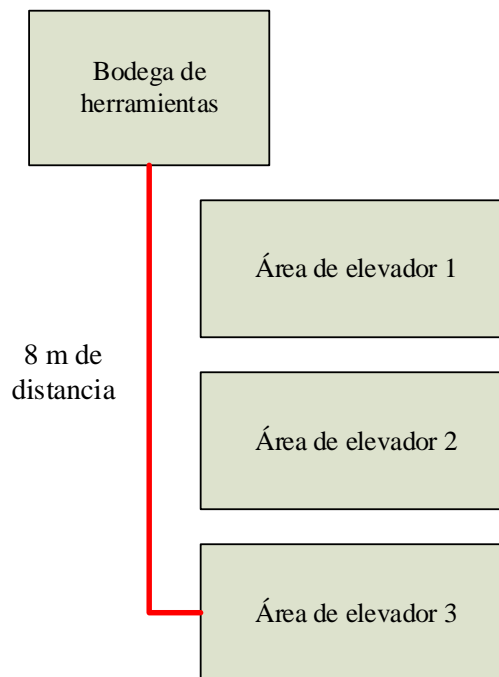 Bodega de
herramientas
Área de elevador 1
8 m de
distancia
Área de elevador 2
Área de elevador 3